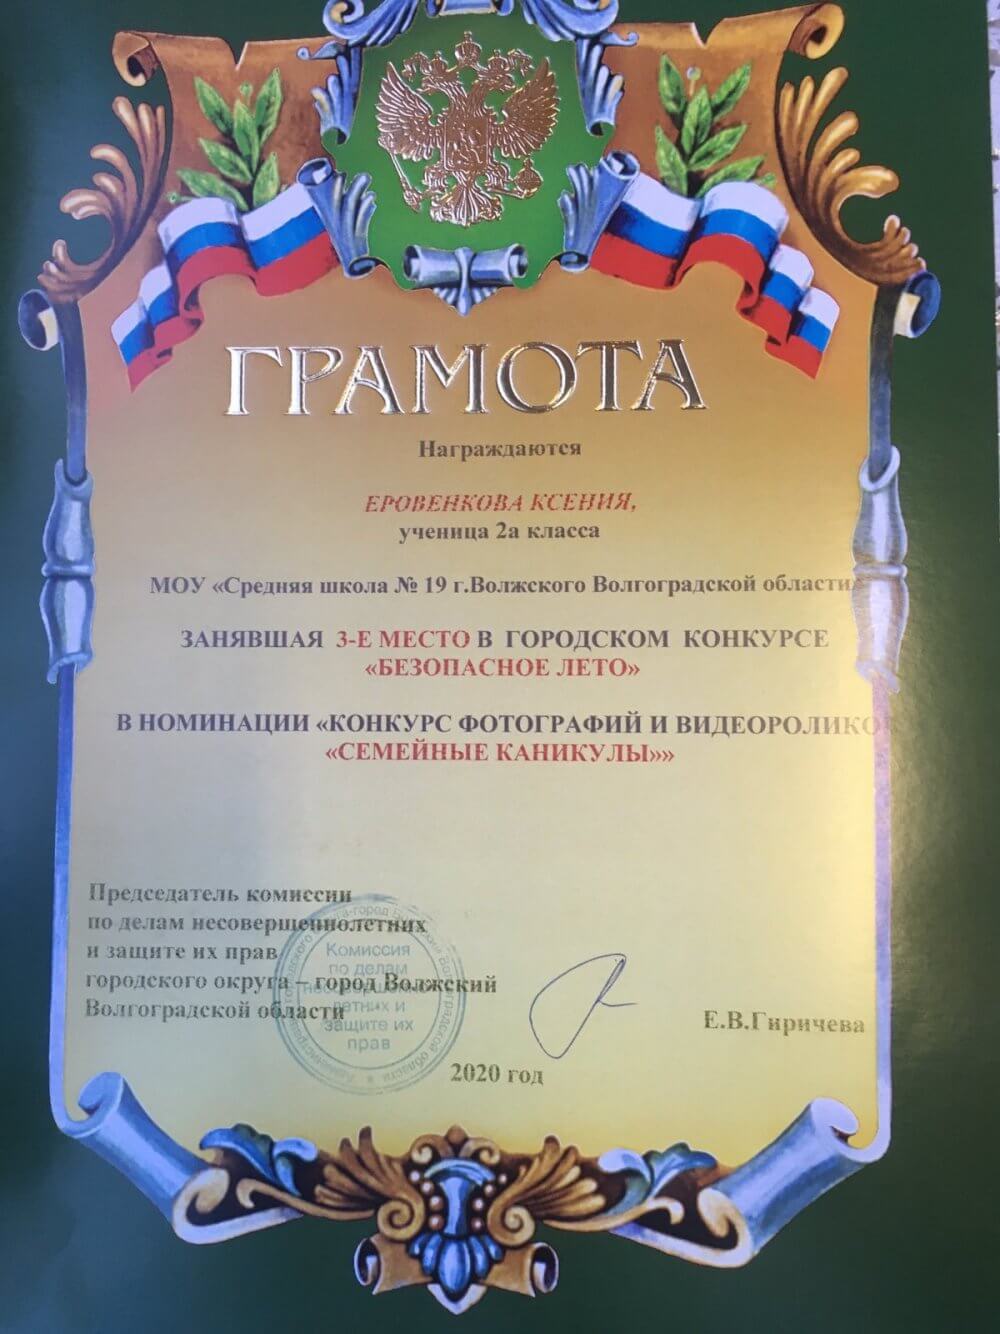 ГРАМОТА
Награждаются
ЕРОВЕНКОВА КСЕНИЯ,
ученица 2а класса
МОУ «Средняя школа № 19 г.Волжского Волгоградской области»
ЗАНЯВШАЯ 3-Е МЕСТО В ГОРОДСКОМ КОНКУРСЕ
«БЕЗОПАСНОЕ ЛЕТО»
В НОМИНАЦИИ «КОНКУРС ФОТОГРАФИЙ И ВИДЕОРОЛИКОВ
«СЕМЕЙНЫЕ КАНИКУЛЫ»»
Председатель комиссии
по делам несовершеннолетних
и защите их прав
городского округа – город Волжский
Волгоградской области
Е.В.Гиричева
2020 год
Комиссия
по делам
несовершенно-
летних и
защите их
прав